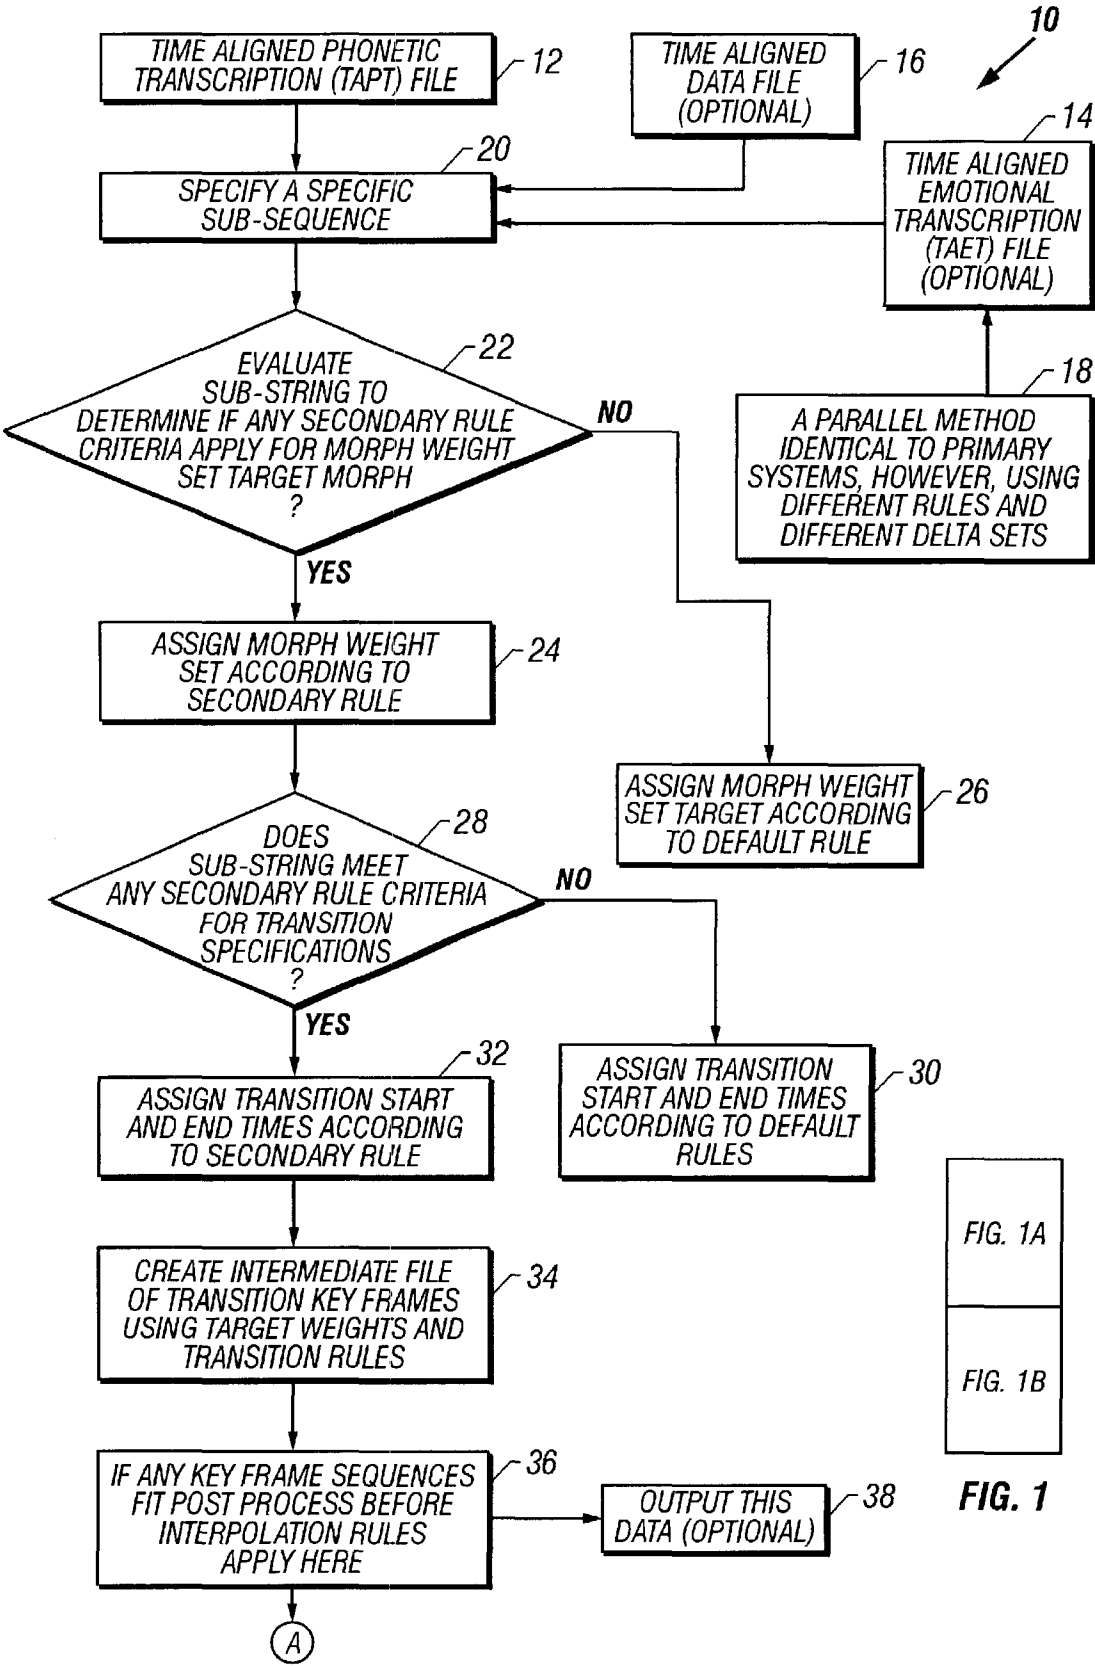 10
TIME ALIGNED PHONETIC
TRANSCRIPTION (TAPT) FILE
12
TIME ALIGNED
DATA FILE
(OPTIONAL)
16
14
TIME ALIGNED
EMOTIONAL
TRANSCRIPTION
(TAET) FILE
(OPTIONAL)
20
SPECIFY A SPECIFIC
SUB-SEQUENCE
18
A PARALLEL METHOD
IDENTICAL TO PRIMARY
SYSTEMS, HOWEVER, USING
DIFFERENT RULES AND
DIFFERENT DELTA SETS
22
EVALUATE
SUB-STRING TO
DETERMINE IF ANY SECONDARY RULE
CRITERIA APPLY FOR MORPH WEIGHT
SET TARGET MORPH
?
NO
YES
ASSIGN MORPH WEIGHT
SET ACCORDING TO
SECONDARY RULE
24
ASSIGN MORPH WEIGHT
SET TARGET ACCORDING
TO DEFAULT RULE
26
28
DOES
SUB-STRING MEET
ANY SECONDARY RULE CRITERIA
FOR TRANSITION
SPECIFICATIONS
?
NO
YES
32
ASSIGN TRANSITION START
AND END TIMES ACCORDING
TO SECONDARY RULE
ASSIGN TRANSITION
START AND END TIMES
ACCORDING TO DEFAULT
RULES
30
CREATE INTERMEDIATE FILE
OF TRANSITION KEY FRAMES
USING TARGET WEIGHTS AND
TRANSITION RULES
34
FIG. 1A
FIG. 1B
FIG. 1
IF ANY KEY FRAME SEQUENCES
FIT POST PROCESS BEFORE
INTERPOLATION RULES
APPLY HERE
36
OUTPUT THIS
DATA (OPTIONAL)
38
A